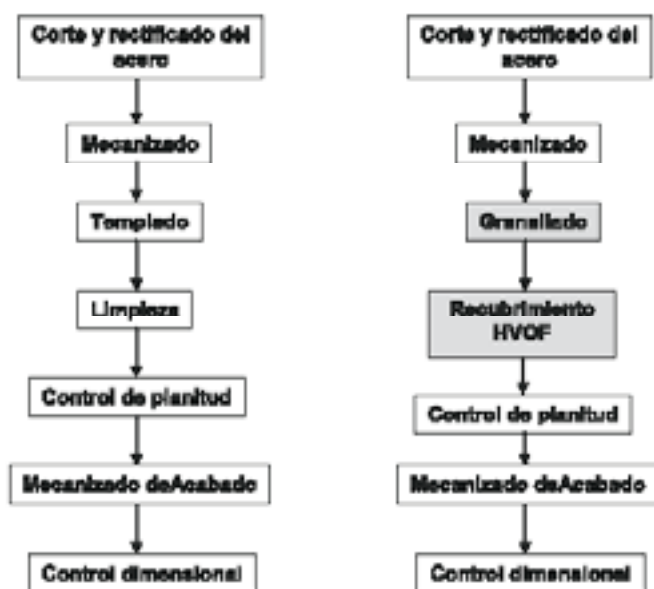 Corte y rectificado del
acero
Mecanizado
Templado
Limpieza
Control de planitud
Mecanizado deAcabado
Control dimensional
Corte y rectificado del
acero
Mecanizado
Granallado
Recubrimiento
HVOF
Control de planitud
Mecanizado deAcabado
Control dimensional